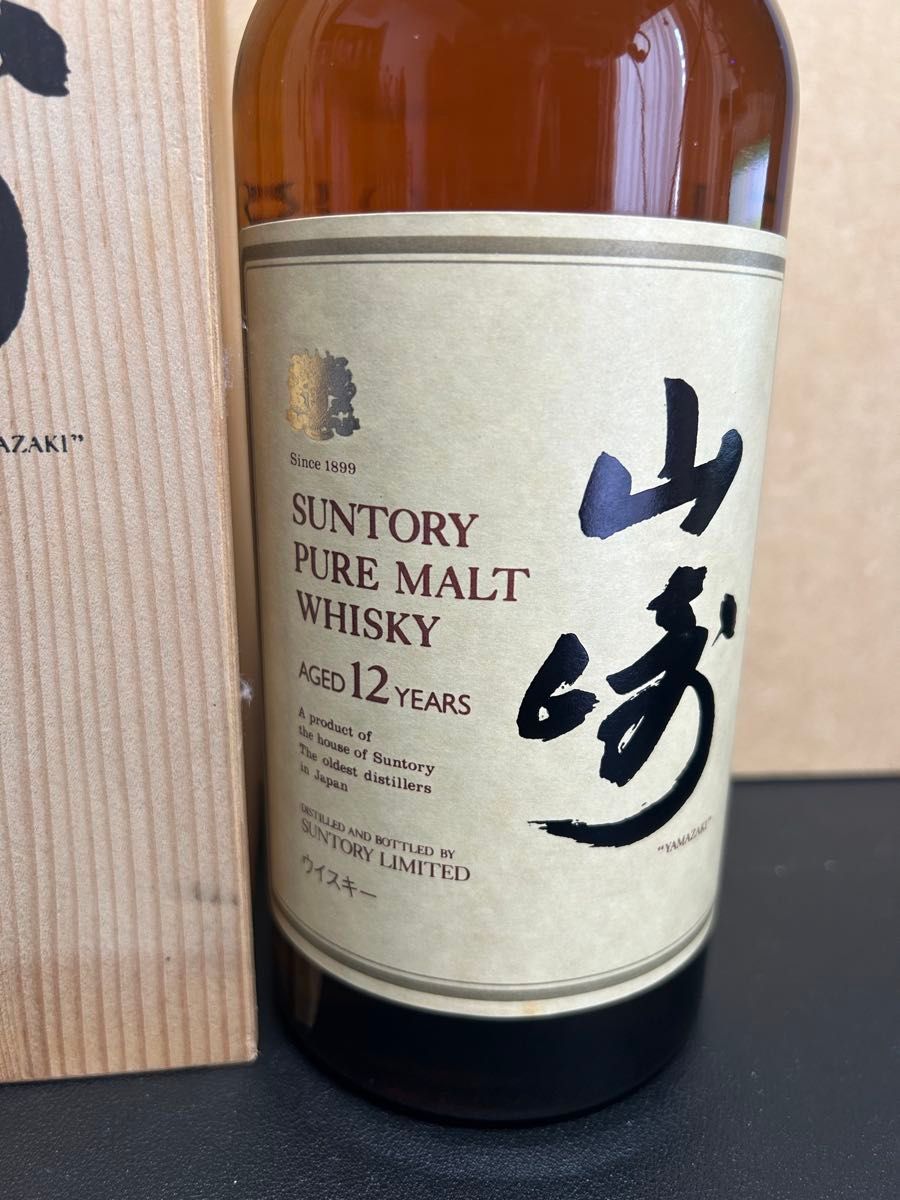 AZAKI”
Since 1899
SUNTORY
PURE MALT
WHISKY
AGED 12 YEARS
A product of
the house of Suntory
The oldest distillers
in Japan
DISTILLED AND BOTTLED BY
SUNTORY LIMITED
ウイスキー
山崎
“YAMAZAKI”